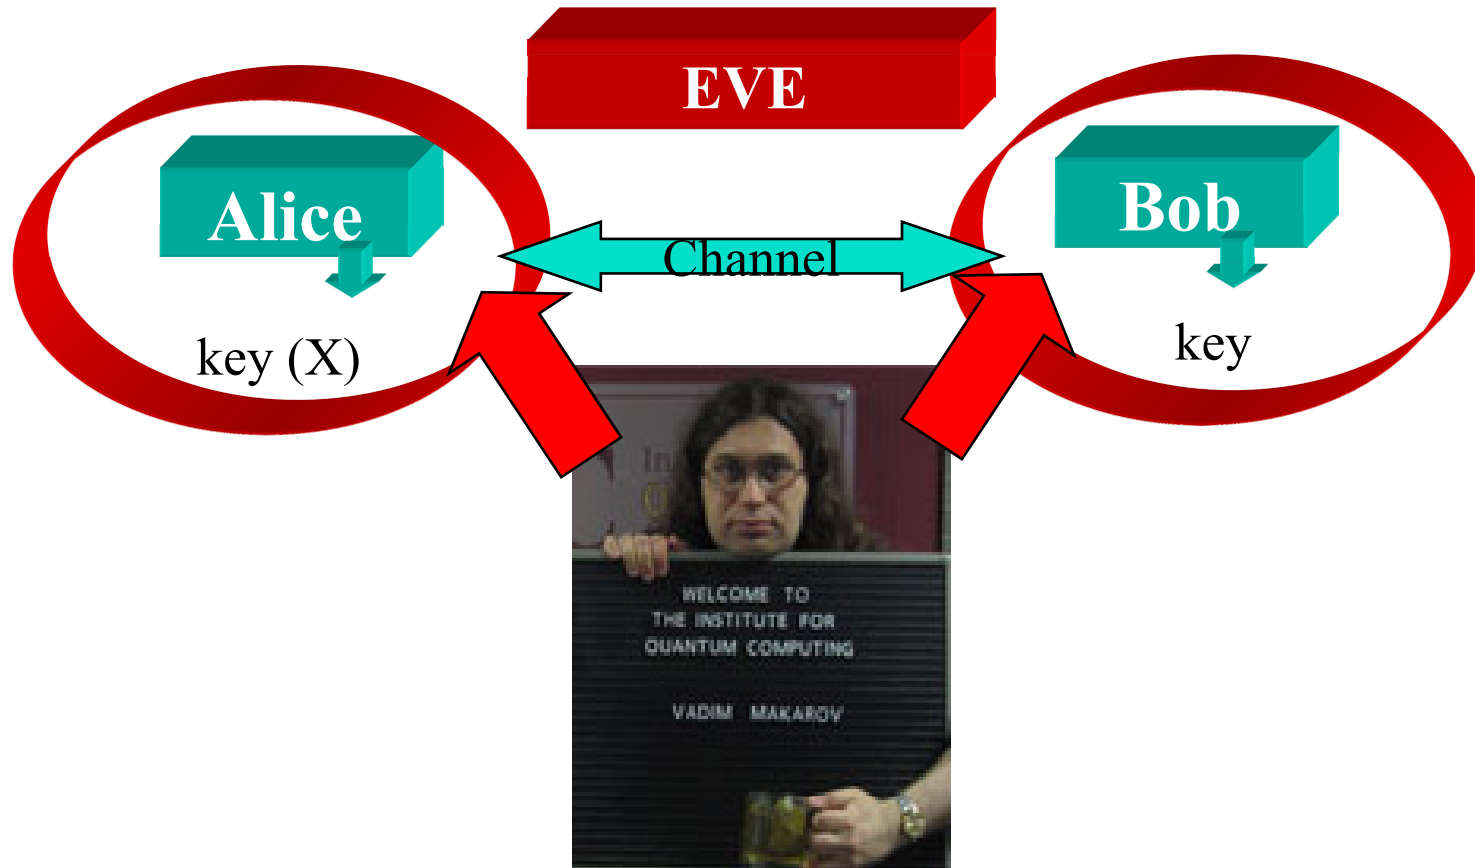 EVE
Alice
Bob
Channel
key (X)
key
WELCOME TO
THE INSTITUTE FOR
QUANTUM COMPUTING
VADIM MAKAROV